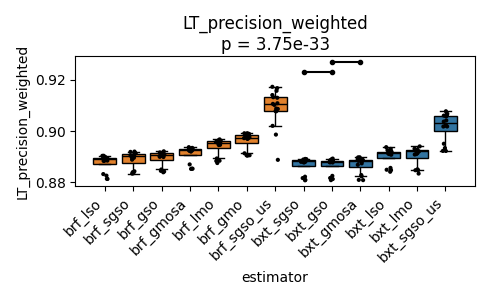 LT_precision_weighted
p = 3.75e-33
LT_precision_weighted
0.92
0.90
0.88
brf_lso
brf_sgso
brf_gso
brf_gmosa
brf_lmo
brf_gmo
brf_sgso_us
bxt_sgso
bxt_gso
bxt_gmosa
bxt_lso
bxt_lmo
bxt_sgso_us
estimator